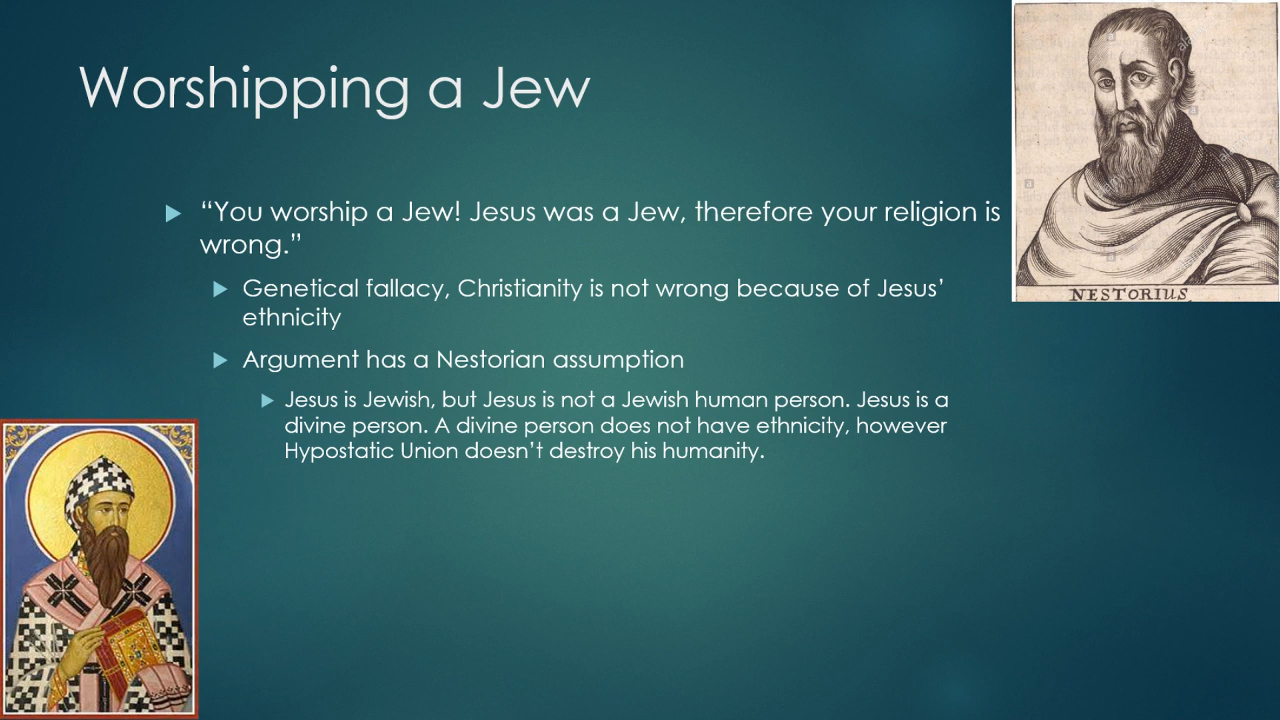 Worshipping a Jew
“You worship a Jew! Jesus was a Jew, therefore your religion is
wrong.”
Genetical fallacy, Christianity is not wrong because of Jesus’
ethnicity
Argument has a Nestorian assumption
Jesus is Jewish, but Jesus is not a Jewish human person. Jesus is a
divine person. A divine person does not have ethnicity, however
Hypostatic Union doesn’t destroy his humanity.
NESTORIUS